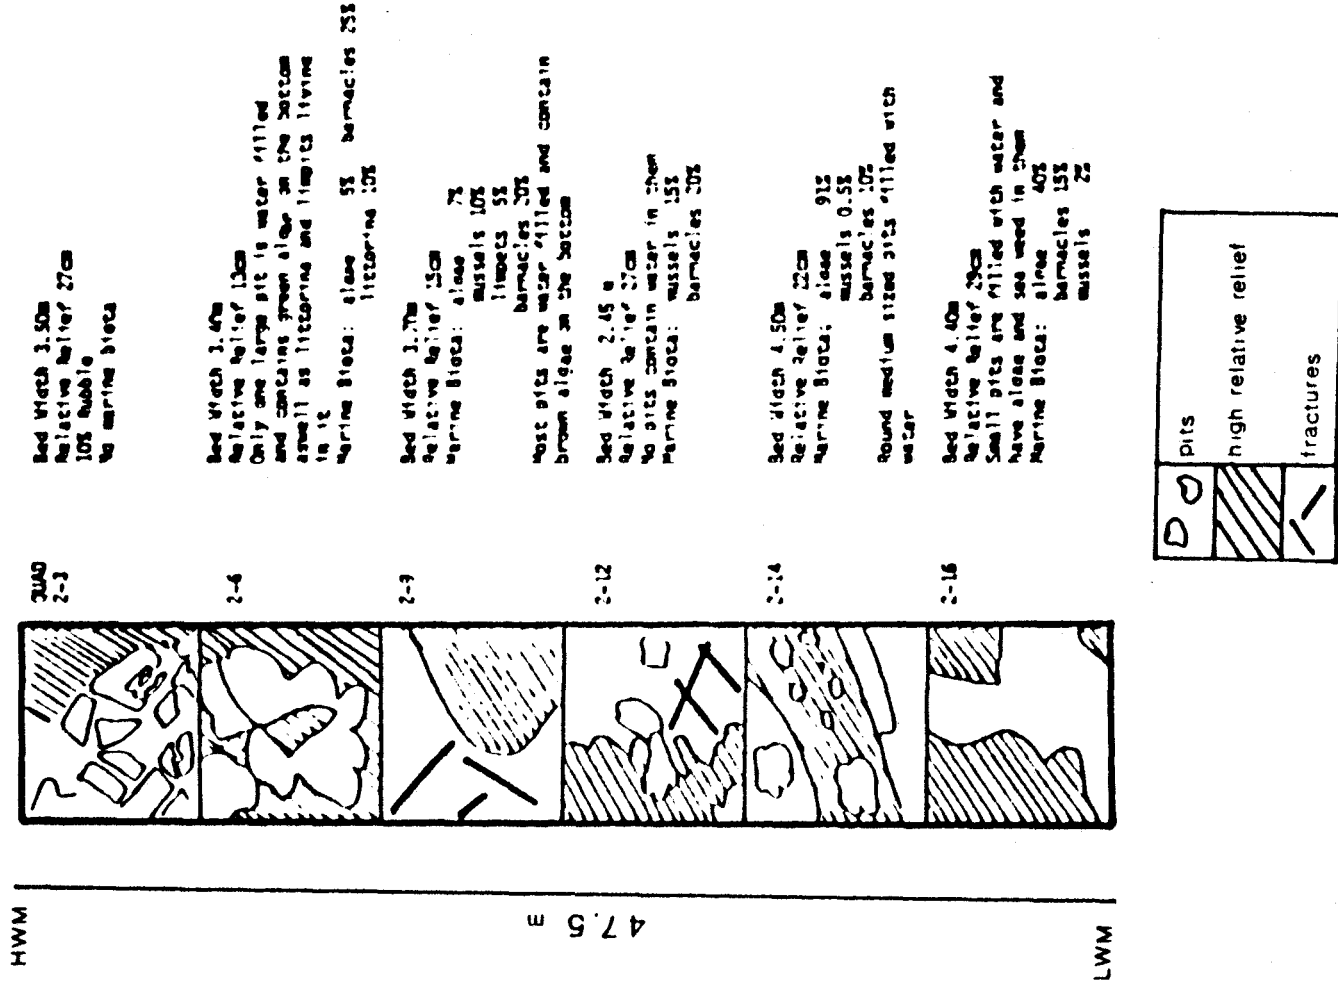 HWM
47.5 m
LWM
QUAD
2-3
Bed Width 3.50m
Relative Relief 27cm
10% Rubble
No marine biota
2-6
Bed Width 3.40m
Relative Relief 13cm
Only one large pit is water filled
and contains green algae on the bottom
aswell as littorina and limpits living
in it
Marine Biota: algae 5% barnacles 25%
littorina 10%
2-9
Bed Width 3.70m
Relative Relief 15cm
Marine Biota: algae 7%
mussels 10%
limpets 5%
barnacles
Most pits are water filled and contain
brown algae on the bottom
2-12
Bed Width 2.45 m
Relative Relief 27cm
No pits contain water in them
Marine Biota: mussels 15%
barnacles
2-14
Bed Width 4.50m
Relative Relief 22cm
Marine Biota: algae 91%
mussels 0.5%
barnacles 10%
Round medium sized pits filled with
water
2-16
Bed Width 4.40m
Relative Relief 29cm
Small pits are filled with water and
have algae and sea weed in them
Marine Biota: algae 40%
barnacles 15%
mussels 2%
pits
high relative relief
fractures